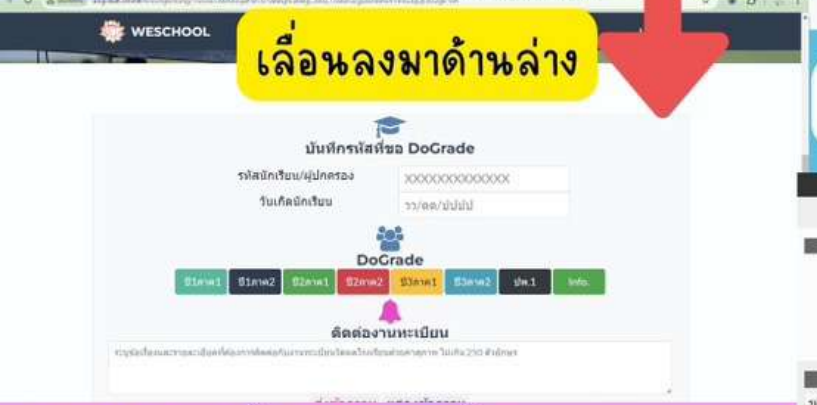 WESCHOOL
เลื่อนลงมาด้านล่าง
บันทึกรหัสที่ขอ DoGrade
รหัสนักเรียน/ผู้ปกครอง XXXXXXXXXXXXX
วันเกิดนักเรียน วว/ดด/ปปปป
DoGrade
ปี1ภาค1 ปี1ภาค2 ปี2ภาค1 ปี2ภาค2 ปี3ภาค1 ปี3ภาค2 ปพ.1 Info.
ติดต่องานทะเบียน